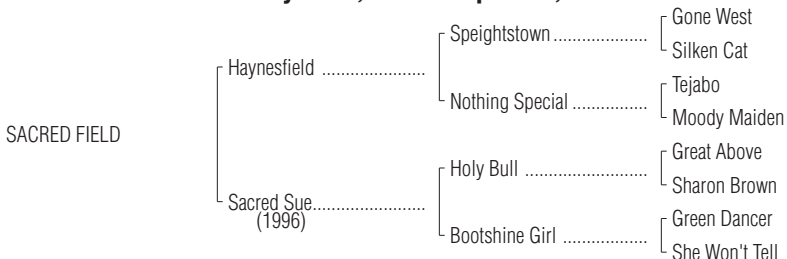 Gone West
Speightstown ....................
Silken Cat
Haynesfield ......................
Tejabo
Nothing Special ................
Moody Maiden
SACRED FIELD
Great Above
Holy Bull ..........................
Sharon Brown
Sacred Sue........................
(1996)
Green Dancer
Bootshine Girl ..................
She Won't Tell